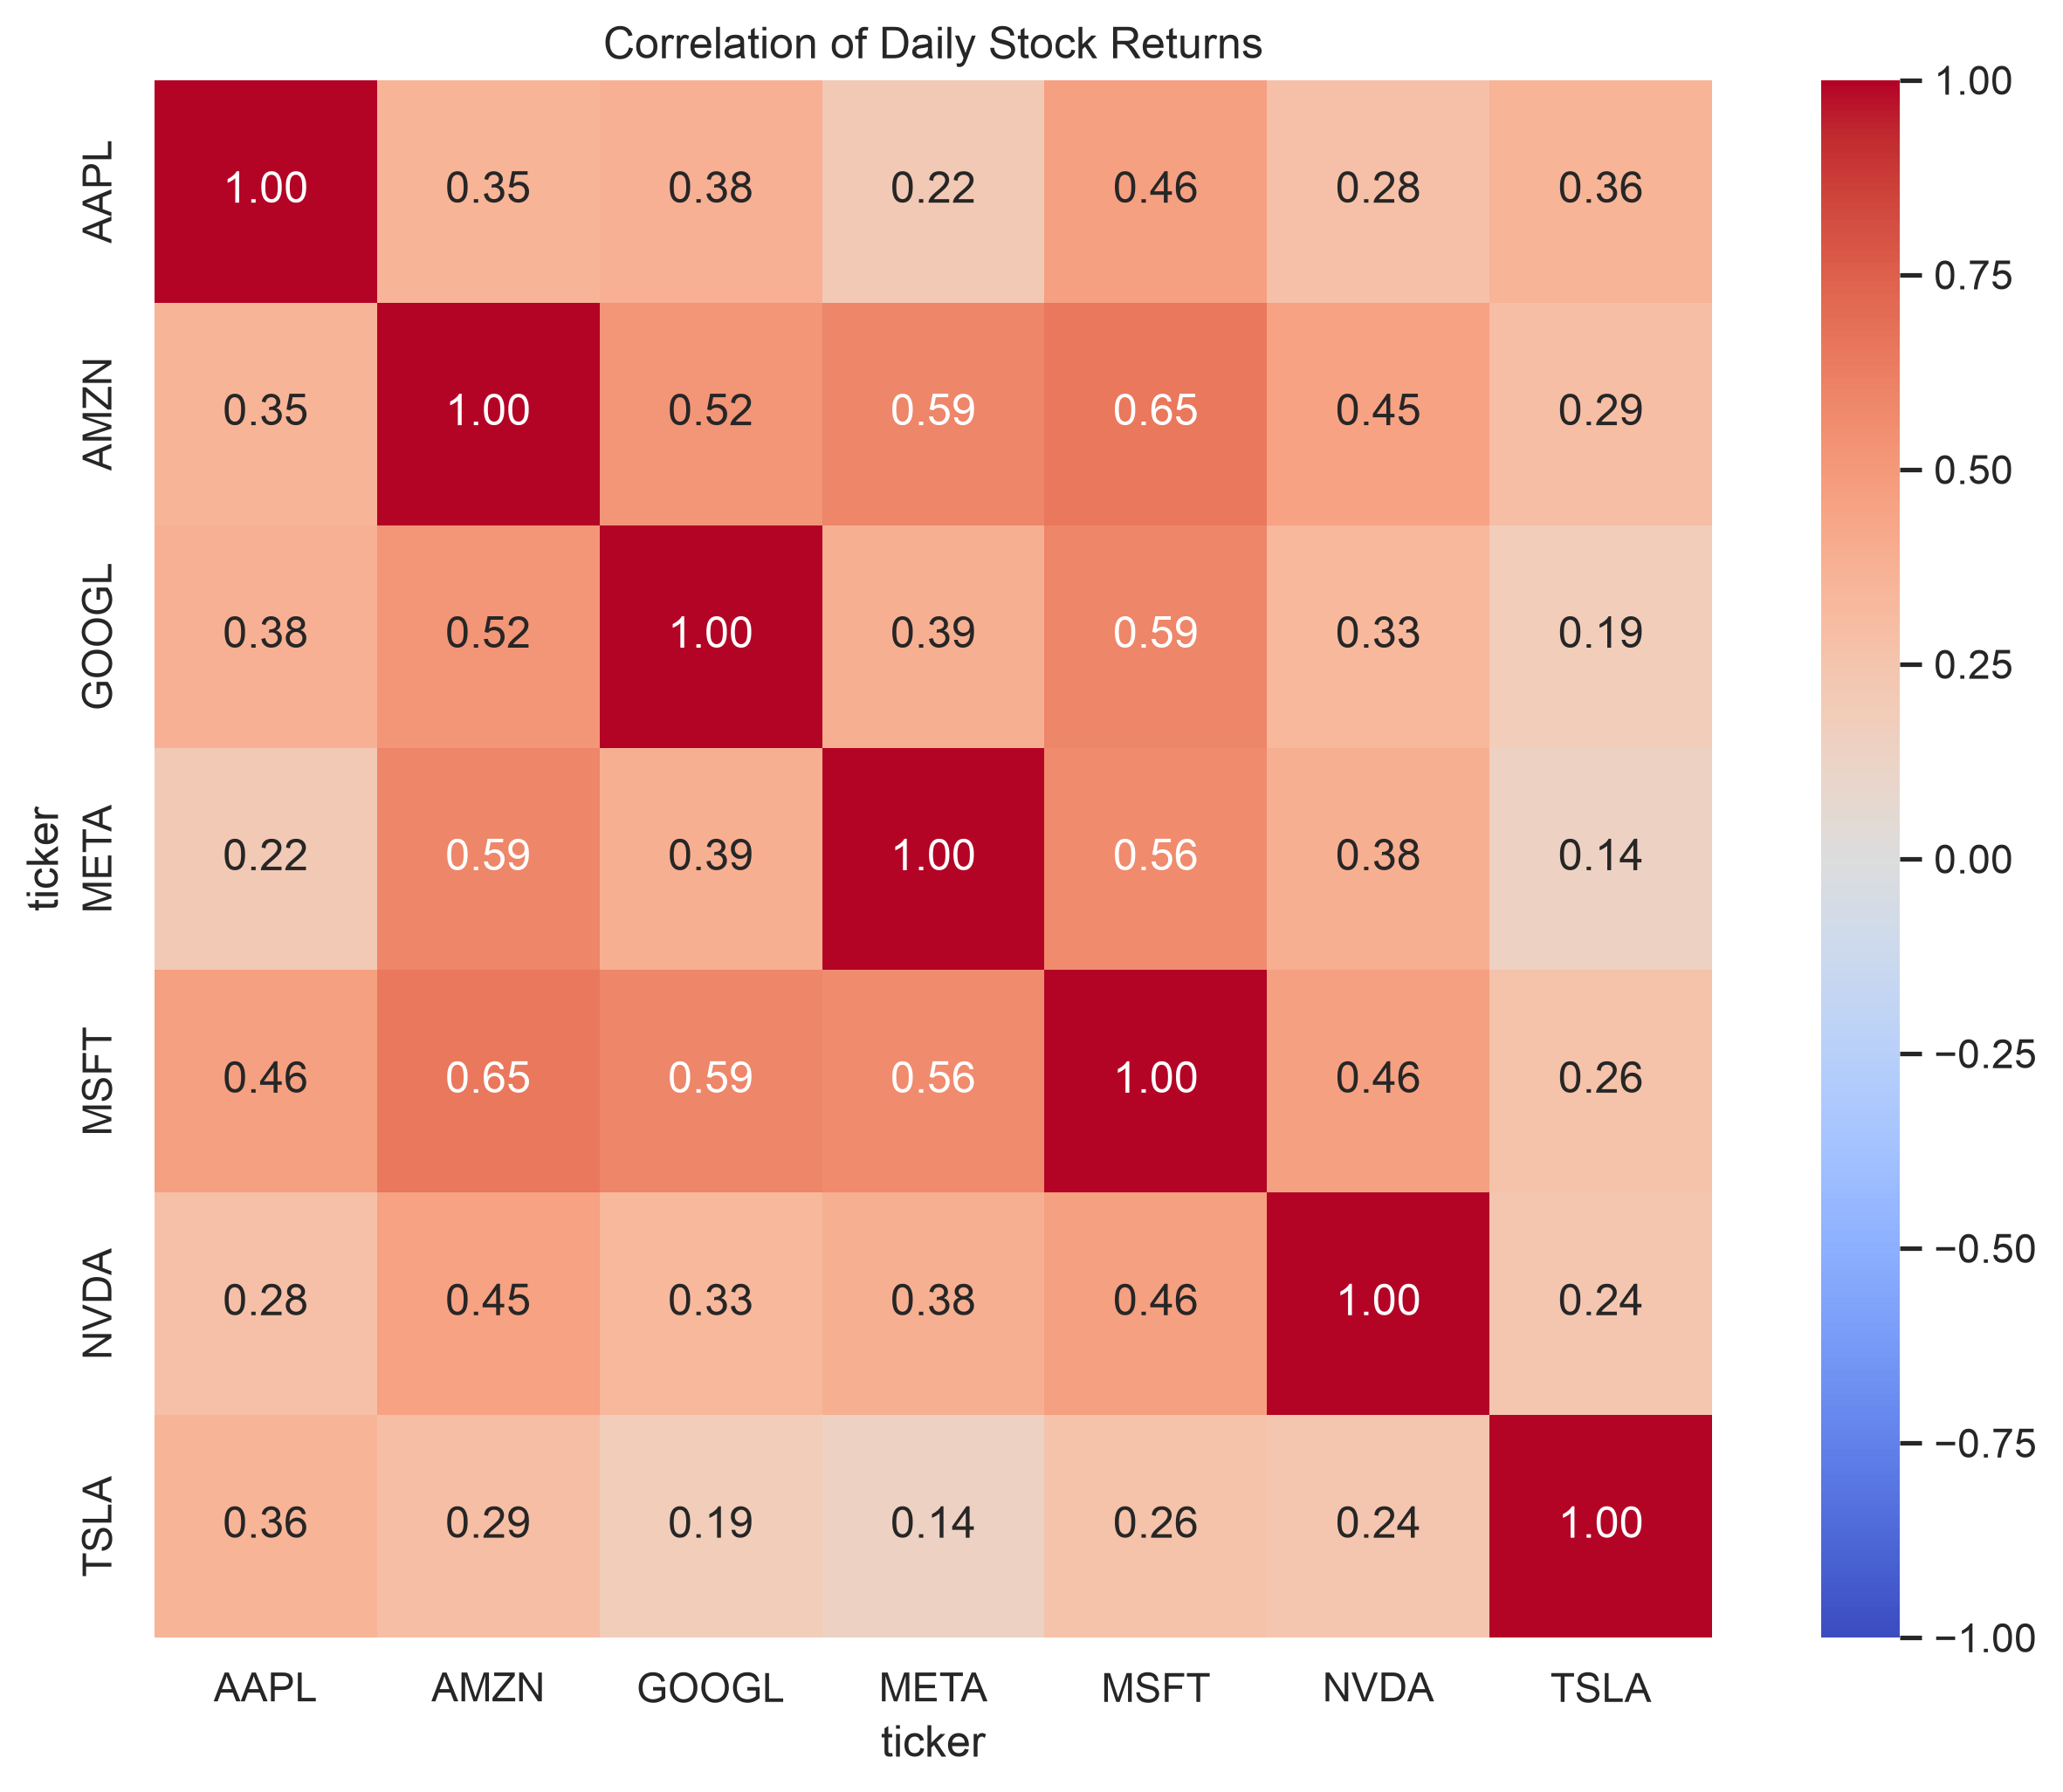 Correlation of Daily Stock Returns
AAPL 1.00 0.35 0.38 0.22 0.46 0.28 0.36
AMZN 0.35 1.00 0.52 0.59 0.65 0.45 0.29
GOOGL 0.38 0.52 1.00 0.39 0.59 0.33 0.19
META 0.22 0.59 0.39 1.00 0.56 0.38 0.14
MSFT 0.46 0.65 0.59 0.56 1.00 0.46 0.26
NVDA 0.28 0.45 0.33 0.38 0.46 1.00 0.24
TSLA 0.36 0.29 0.19 0.14 0.26 0.24 1.00
ticker
AAPL AMZN GOOGL META MSFT NVDA TSLA
ticker
1.00
0.75
0.50
0.25
0.00
−0.25
−0.50
−0.75
−1.00